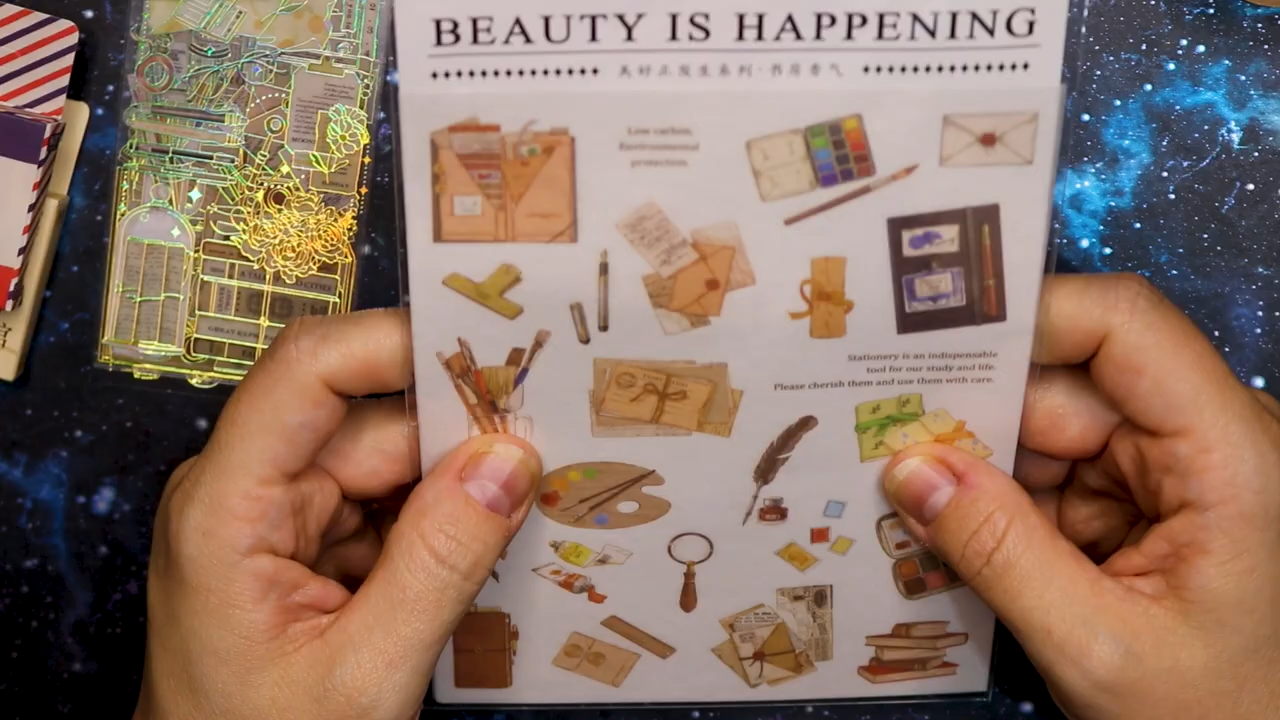 BEAUTY IS HAPPENING
美好正发生系列·书房香气
Low carbon,
Environmental
protection.
Stationery is an indispensable
tool for our study and life.
Please cherish them and use them with care.